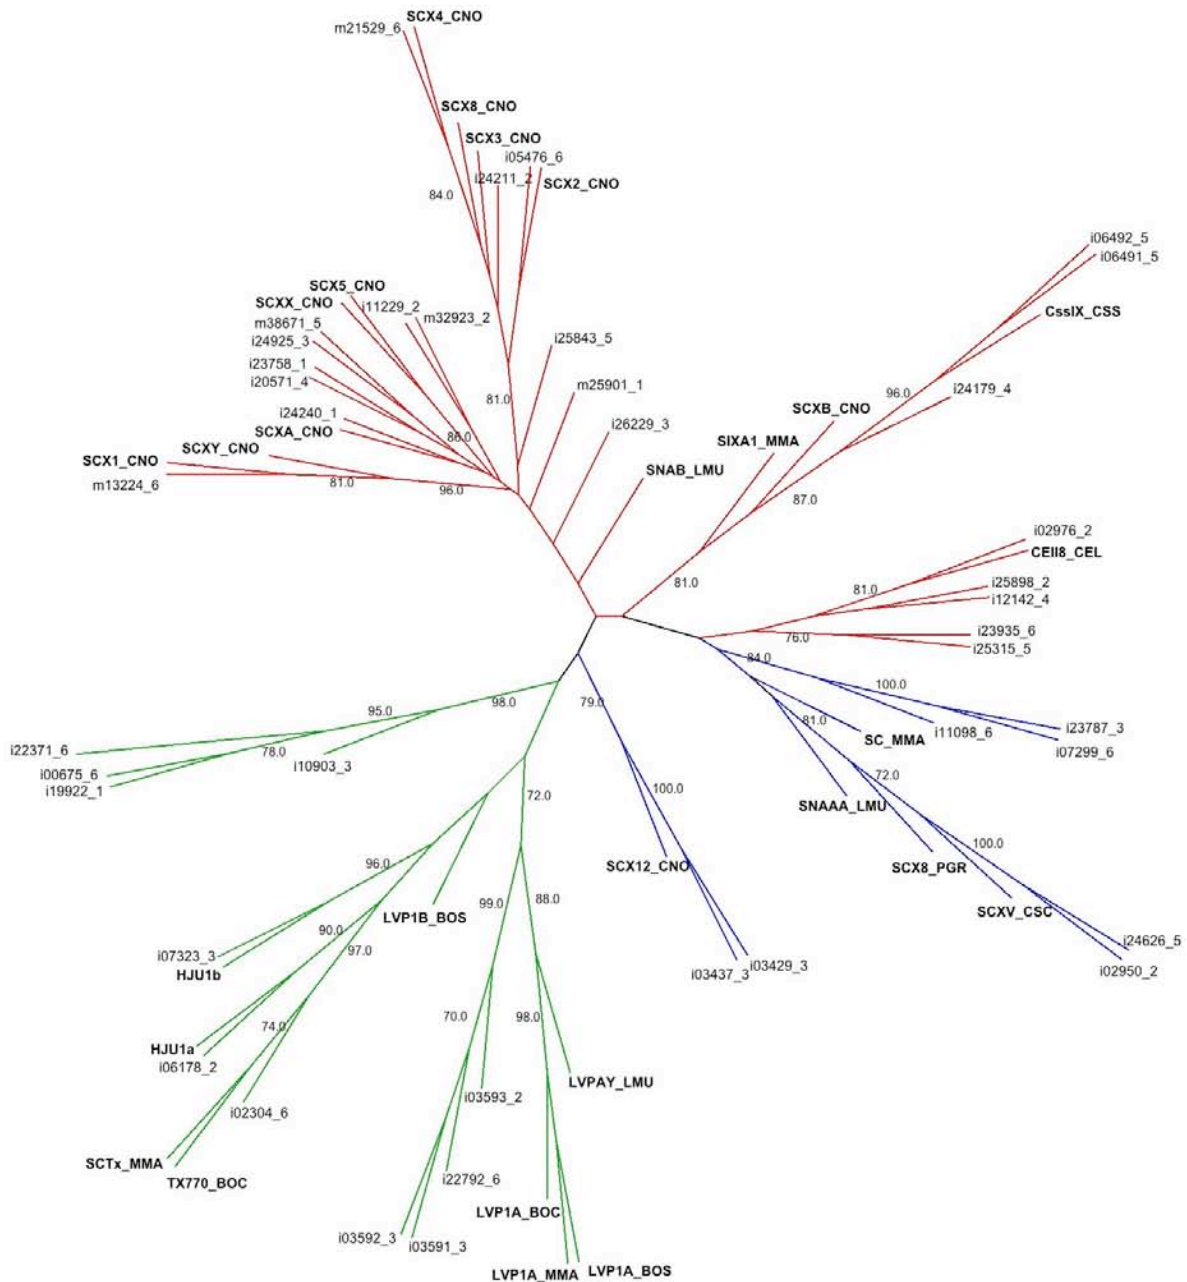 SCX4_CNO
m21529_6
SCX8_CNO
SCX3_CNO
i05476_6
i24211_2
SCX2_CNO
84.0
i06492_5
i06491_5
SCX5_CNO
SCXX_CNO
i11229_2
m32923_2
CssIX_CSS
m38671_5
i24925_3
i25843_5
i23758_1
i20571_4
m25901_1
96.0
i24179_4
81.0
SCXB_CNO
i24240_1
SCXA_CNO
86.0
i26229_3
SIXA1_MMA
SCXY_CNO
SCX1_CNO
m13224_6
81.0
96.0
SNAB_LMU
87.0
i02976_2
CEII8_CEL
81.0
81.0
i25898_2
i12142_4
i23935_6
76.0
i25315_5
84.0
100.0
98.0
79.0
95.0
81.0
i23787_3
i11098_6
SC_MMA
i07299_6
i22371_6
78.0
i10903_3
i00675_6
i19922_1
72.0
72.0
100.0
SNAAA_LMU
100.0
96.0
SCX12_CNO
SCX8_PGR
88.0
99.0
LVP1B_BOS
SCXV_CSC
90.0
97.0
i24626_5
i07323_3
HJU1b
i03429_3
i03437_3
i02950_2
70.0
98.0
74.0
HJU1a
i06178_2
LVPAY_LMU
i03593_2
i02304_6
SCTx_MMA
TX770_BOC
i22792_6
LVP1A_BOC
i03592_3
i03591_3
LVP1A_MMA
LVP1A_BOS